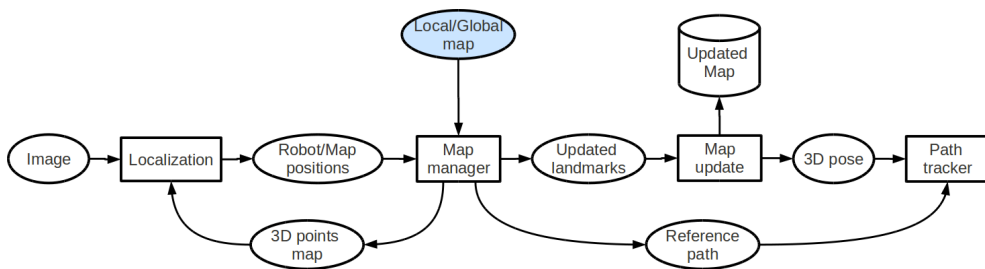 Local/Global
map
Updated
Map
Image
Localization
Robot/Map
positions
Map
manager
Updated
landmarks
Map
update
3D pose
Path
tracker
3D points
map
Reference
path